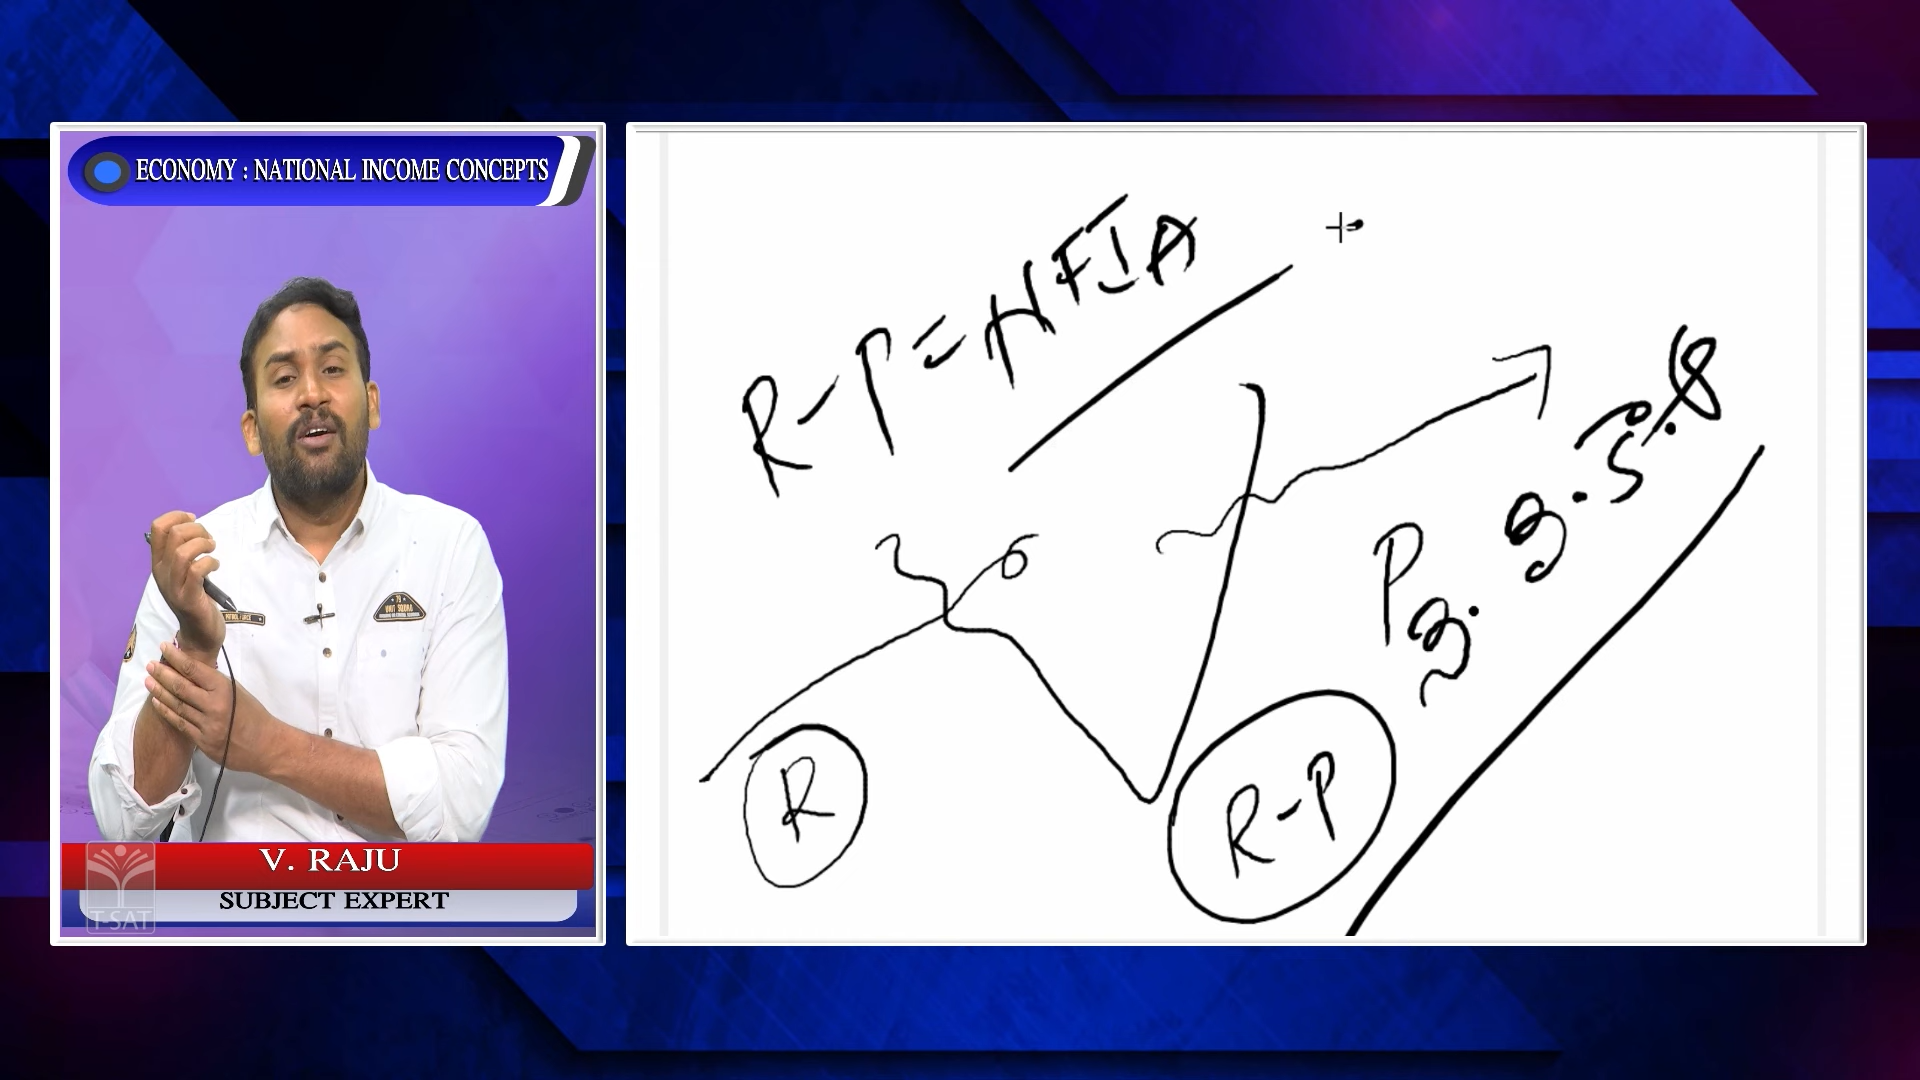 ECONOMY : NATIONAL INCOME CONCEPTS
R-P=NFIA
R
R-P
P
V. RAJU
SUBJECT EXPERT
T-SAT